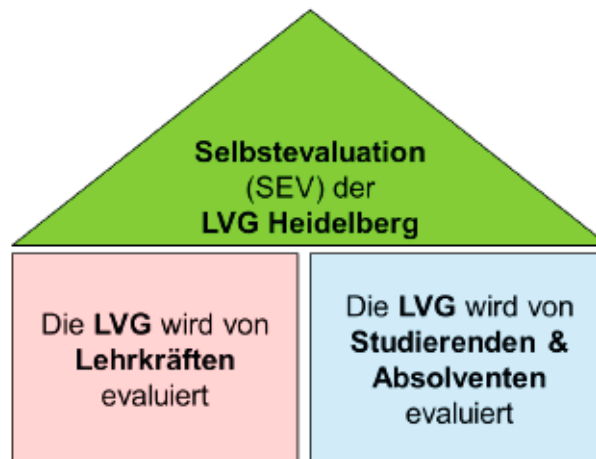 Selbstevaluation
(SEV) der
LVG Heidelberg
Die LVG wird von
Lehrkräften
evaluiert
Die LVG wird von
Studierenden &
Absolventen
evaluiert